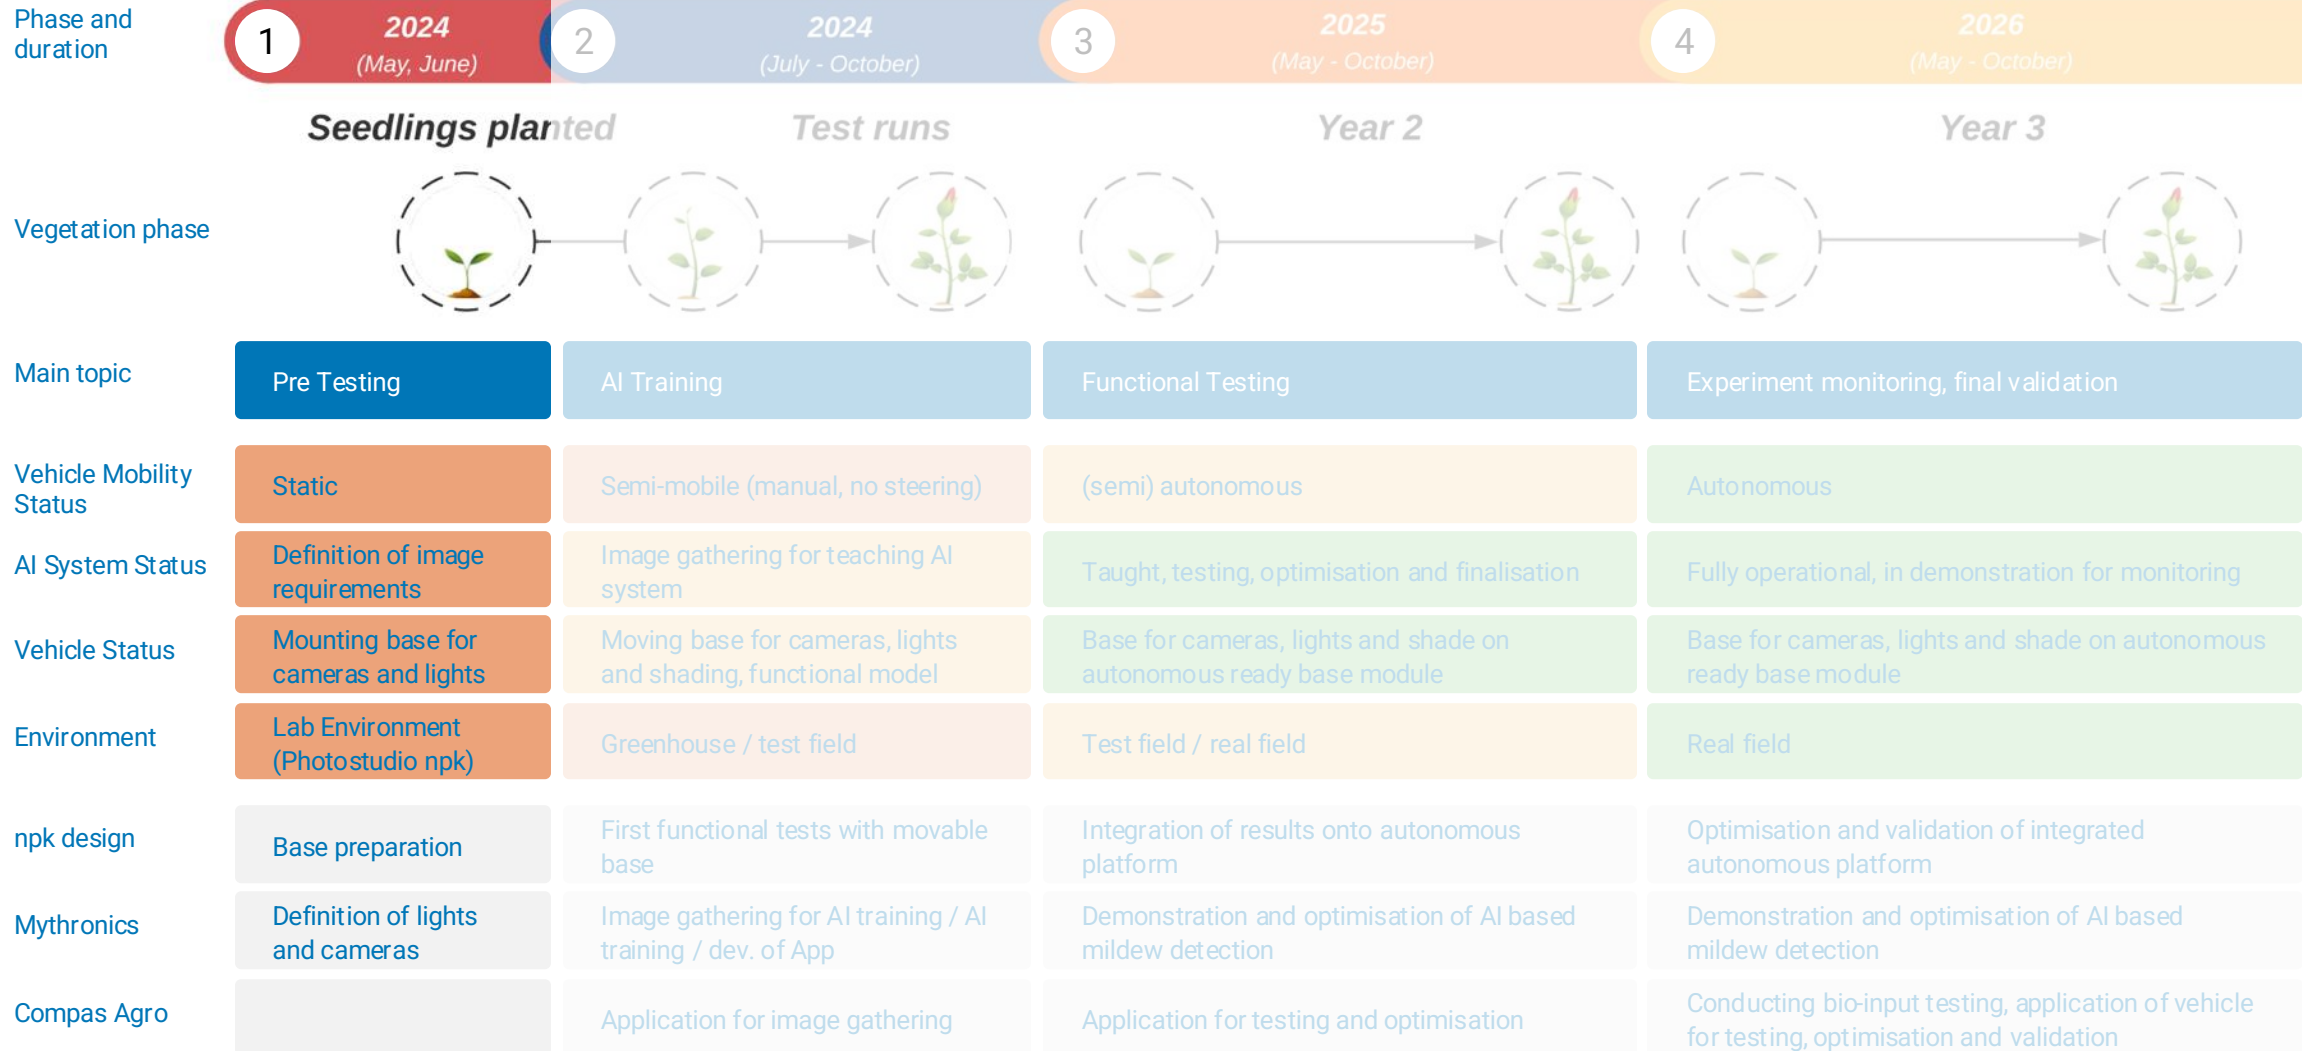 Phase and
duration
1
2024
(May, June)
2
2024
(July - October)
3
2025
(May - October)
4
2026
(May - October)
Seedlings planted
Test runs
Year 2
Year 3
Vegetation phase
Main topic
Pre Testing
AI Training
Functional Testing
Experiment monitoring, final validation
Vehicle Mobility
Status
Static
Semi-mobile (manual, no steering)
(semi) autonomous
Autonomous
AI System Status
Definition of image
requirements
Image gathering for teaching AI
system
Taught, testing, optimisation and finalisation
Fully operational, in demonstration for monitoring
Vehicle Status
Mounting base for
cameras and lights
Moving base for cameras, lights
and shading, functional model
Base for cameras, lights and shade on
autonomous ready base module
Base for cameras, lights and shade on autonomous
ready base module
Environment
Lab Environment
(Photostudio npk)
Greenhouse / test field
Test field / real field
Real field
npk design
Base preparation
First functional tests with movable
base
Integration of results onto autonomous
platform
Optimisation and validation of integrated
autonomous platform
Mythronics
Definition of lights
and cameras
Image gathering for AI training / AI
training / dev. of App
Demonstration and optimisation of AI based
mildew detection
Demonstration and optimisation of AI based
mildew detection
Compas Agro
Application for image gathering
Application for testing and optimisation
Conducting bio-input testing, application of vehicle
for testing, optimisation and validation